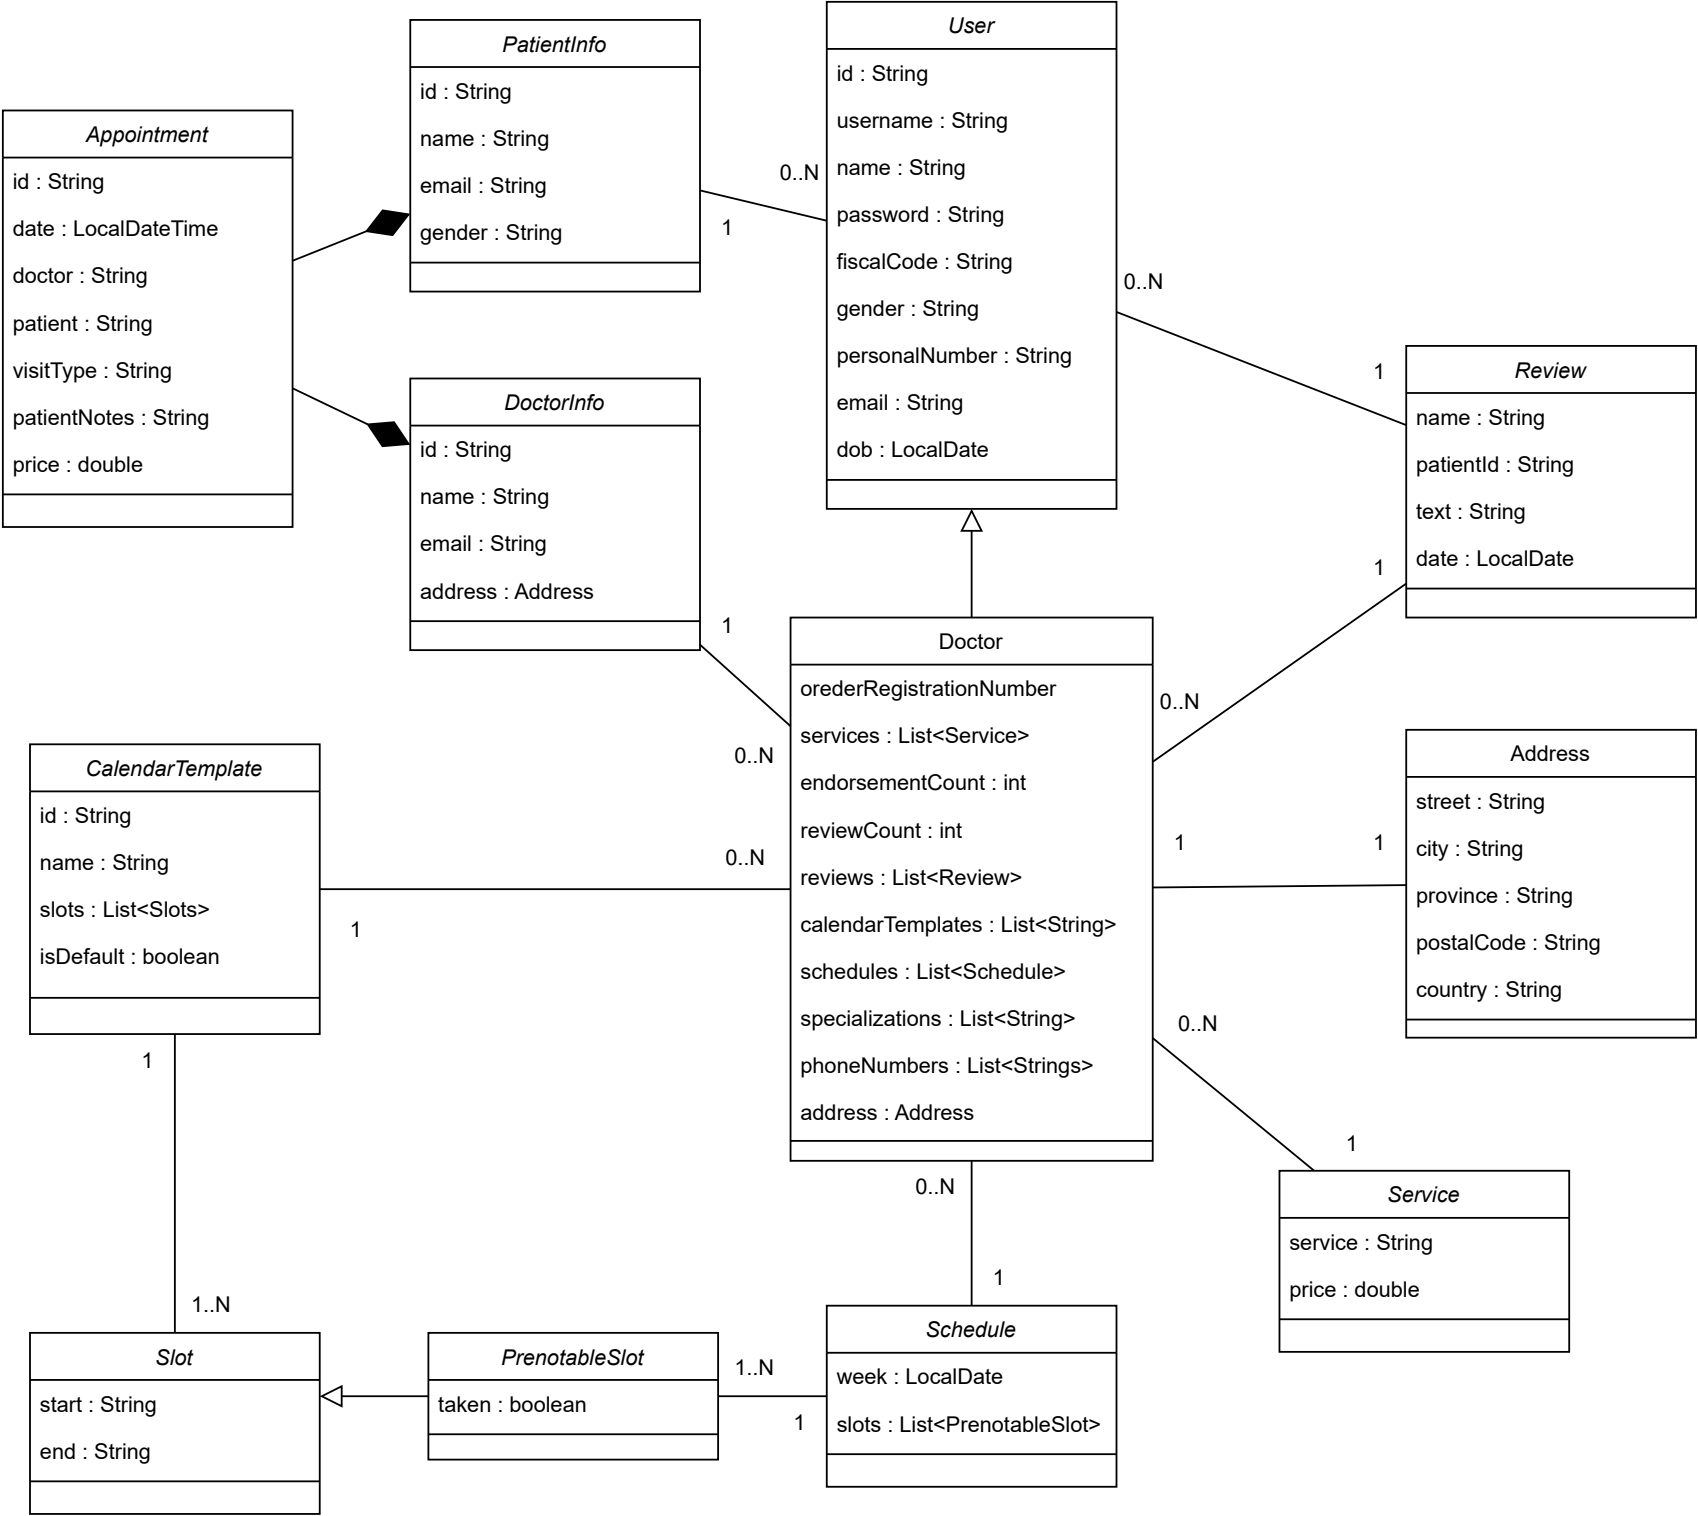 PatientInfo
id : String
name : String
email : String
gender : String
User
id : String
username : String
name : String
password : String
fiscalCode : String
gender : String
personalNumber : String
email : String
dob : LocalDate
Appointment
id : String
date : LocalDateTime
doctor : String
patient : String
visitType : String
patientNotes : String
price : double
0..N
1
0..N
1
Review
name : String
patientId : String
text : String
date : LocalDate
DoctorInfo
id : String
name : String
email : String
address : Address
1
0..N
1
0..N
Doctor
orederRegistrationNumber
services : List<Service>
endorsementCount : int
reviewCount : int
reviews : List<Review>
calendarTemplates : List<String>
schedules : List<Schedule>
specializations : List<String>
phoneNumbers : List<Strings>
address : Address
Address
street : String
city : String
province : String
postalCode : String
country : String
1
1
CalendarTemplate
id : String
name : String
slots : List<Slots>
isDefault : boolean
0..N
1
1
1..N
0..N
1
Service
service : String
price : double
0..N
1
Slot
start : String
end : String
PrenotableSlot
taken : boolean
1..N
1
Schedule
week : LocalDate
slots : List<PrenotableSlot>